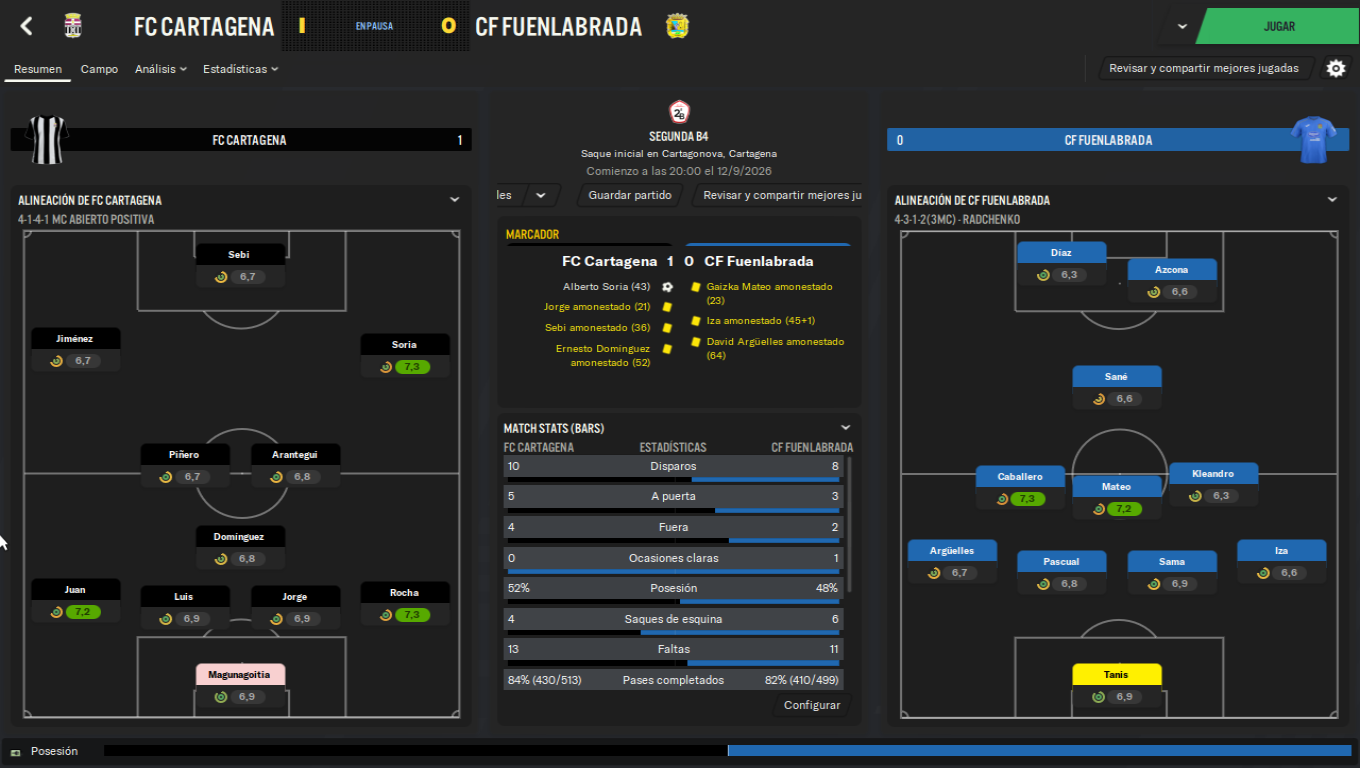 FC CARTAGENA
1
EN PAUSA
0
CF FUENLABRADA
JUGAR
Resumen
Campo
Análisis
Estadísticas
Revisar y compartir mejores jugadas
FC CARTAGENA
1
ALINEACIÓN DE FC CARTAGENA
4-1-4-1 MC ABIERTO POSITIVA
Sebi
6,7
Jiménez
6,7
Soria
7,3
Piñero
6,7
Arantegui
6,8
Domínguez
6,8
Juan
7,2
Luis
6,9
Jorge
6,9
Rocha
7,3
Magunagoitia
6,9
2ªB
SEGUNDA B4
Saque inicial en Cartagonova, Cartagena
Comienzo a las 20:00 el 12/9/2026
les
Guardar partido
Revisar y compartir mejores ju
MARCADOR
FC Cartagena 1 0 CF Fuenlabrada
Alberto Soria (43)
Jorge amonestado (21)
Sebi amonestado (36)
Ernesto Domínguez
amonestado (52)
Gaizka Mateo amonestado
(23)
Iza amonestado (45+1)
David Argüelles amonestado
(64)
MATCH STATS (BARS)
FC CARTAGENA ESTADÍSTICAS CF FUENLABRADA
10 Disparos 8
5 A puerta 3
4 Fuera 2
0 Ocasiones claras 1
52% Posesión 48%
4 Saques de esquina 6
13 Faltas 11
84% (430/513) Pases completados 82% (410/499)
Configurar
0
CF FUENLABRADA
ALINEACIÓN DE CF FUENLABRADA
4-3-1-2(3MC) - RADCHENKO
Díaz
6,3
Azcona
6,6
Sané
6,6
Caballero
7,3
Mateo
7,2
Kleandro
6,3
Argüelles
6,7
Pascual
6,8
Sama
6,9
Iza
6,6
Tanis
6,9
Posesión